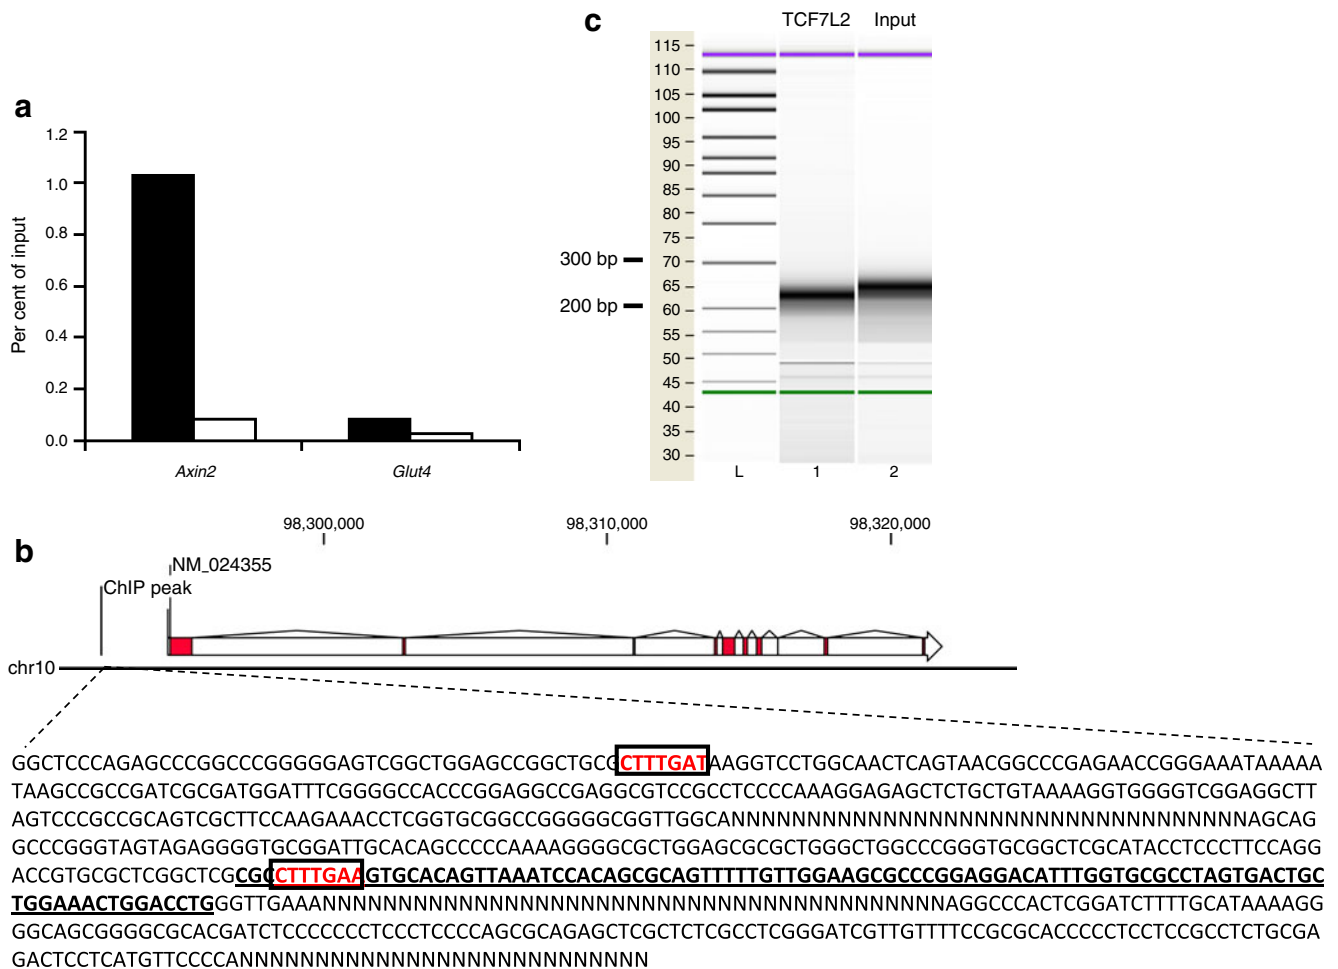 a
Per cent of input
1.2
1.0
0.8
0.6
0.4
0.2
0.0
Axin2
Glut4
c
TCF7L2
Input
115
110
105
100
95
90
85
80
75
70
65
60
55
50
45
40
35
30
300 bp
200 bp
L
1
2
b
98,300,000
98,310,000
98,320,000
NM_024355
ChIP peak
chr10
GGCTCCCAGAGCCCGGCCCGGGGGAGTCGGCTGGAGCCGGCTGCGCTTTGATAAGGTCCTGGCAACTCAGTAACGGCCCGAGAACCGGGAAATAAAAA
TAAGCCGCCGATCGCGATGGATTTCGGGGCCACCCGGAGGCCGAGGCGTCCGCCTCCCCAAAGGAGAGCTCTGCTGTAAAAGGTGGGGTCGGAGGCTT
AGTCCCGCCGCAGTCGCTTCCAAGAAACCTCGGTGCGGCCGGGGGCGGTTGGCANNNNNNNNNNNNNNNNNNNNNNNNNNNNNNNNNNNNAGCAG
GCCCGGGTAGTAGAGGGGTGCGGATTGCACAGCCCCCAAAAGGGGCGCTGGAGCGCGCTGGGCTGGCCCGGGTGCGGCTCGCATACCTCCCTTCCAGG
ACCGTGCGCTCGGCTCGCGCCTTTGAAGTGCACAGTTAAATCCACAGCGCAGTTTTTGTTGGAAGCGCCCGGAGGACATTTGGTGCGCCTAGTGACTGC
TGGAAACTGGACCTGGGTTGAAANNNNNNNNNNNNNNNNNNNNNNNNNNNNNNNNNNNNNNNNNNNNAGGCCCACTCGGATCTTTTGCATAAAAGG
GGCAGCGGGGCGCACGATCTCCCCCCCTCCCTCCCCAGCGCAGAGCTCGCTCTCGCCTCGGGATCGTTGTTTTCCGCGCACCCCCTCCTCCGCCTCTGCGA
GACTCCTCATGTTCCCCANNNNNNNNNNNNNNNNNNNNNNNNNNNN